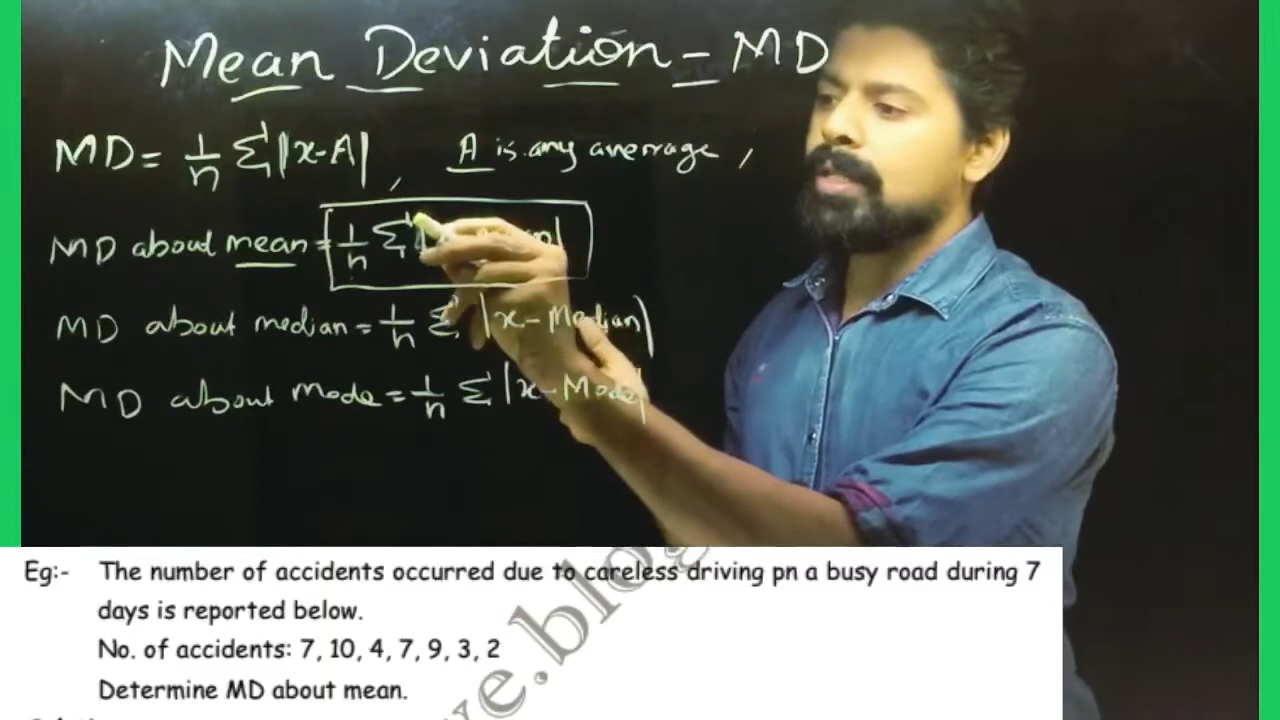 Mean Deviation - MD
MD = 1/n Σ|x-A| , A is any average ,
MD about mean = 1/n Σ|
MD about median = 1/n Σ |x - Median|
MD about mode = 1/n Σ |x - Mode|
Eg:- The number of accidents occurred due to careless driving pn a busy road during 7
days is reported below.
No. of accidents: 7, 10, 4, 7, 9, 3, 2
Determine MD about mean.